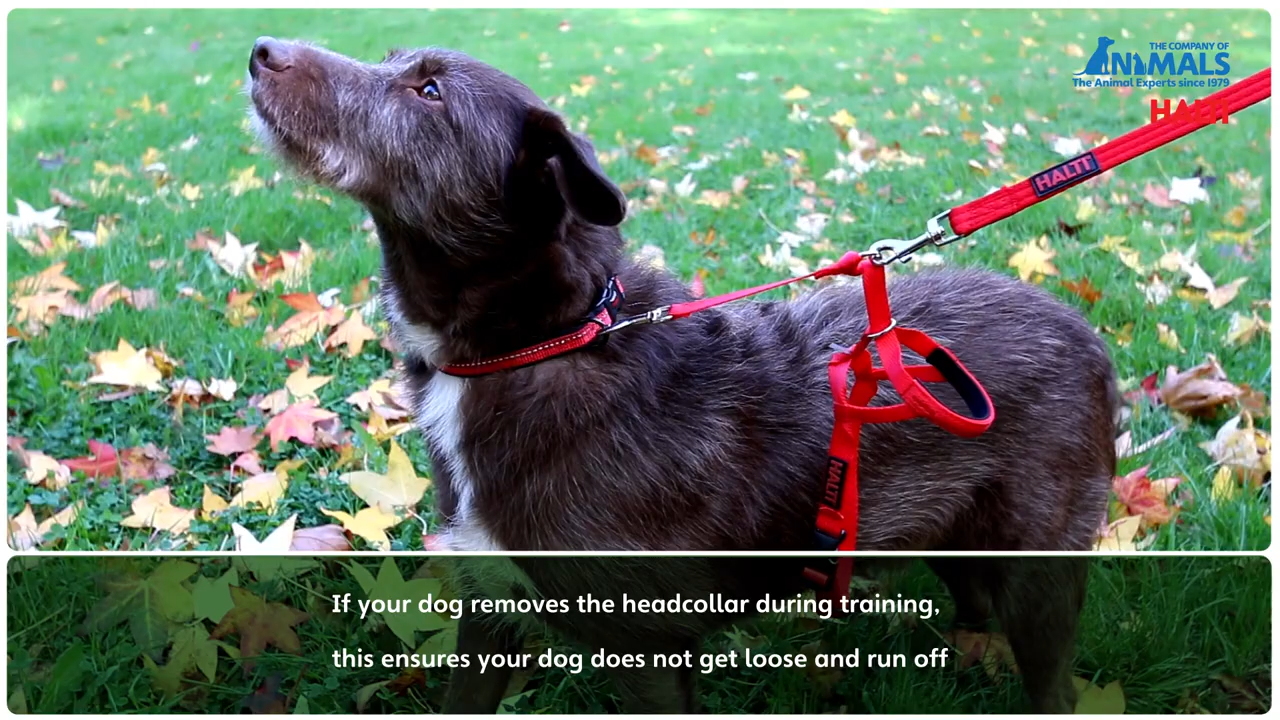 THE COMPANY OF
ANIMALS
The Animal Experts since 1979
HALTI
HALTI
HALTI
If your dog removes the headcollar during training,
this ensures your dog does not get loose and run off